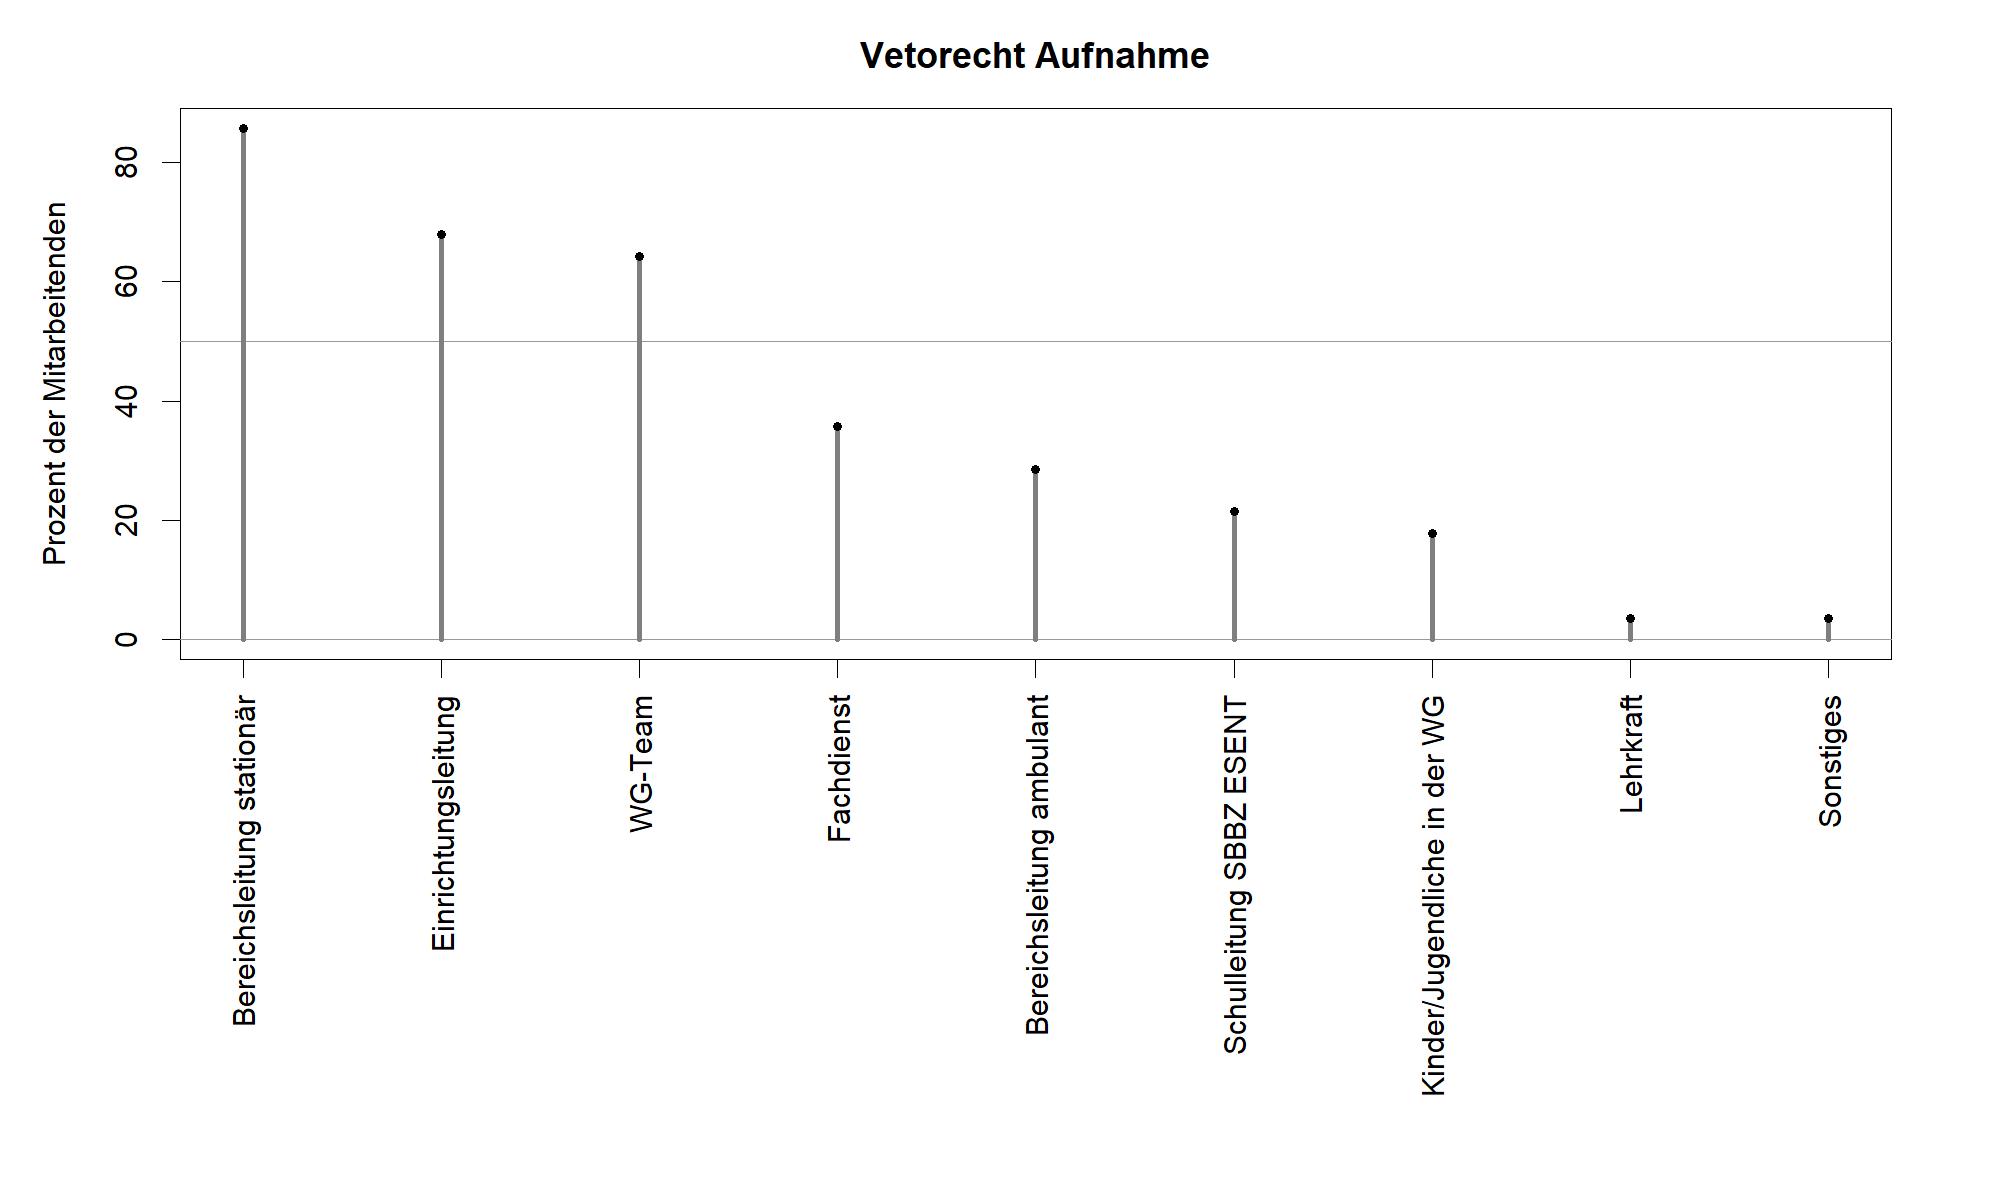 Vetorecht Aufnahme
Prozent der Mitarbeitenden
80
60
40
20
0
Bereichsleitung stationär
Einrichtungsleitung
WG-Team
Fachdienst
Bereichsleitung ambulant
Schulleitung SBBZ ESENT
Kinder/Jugendliche in der WG
Lehrkraft
Sonstiges